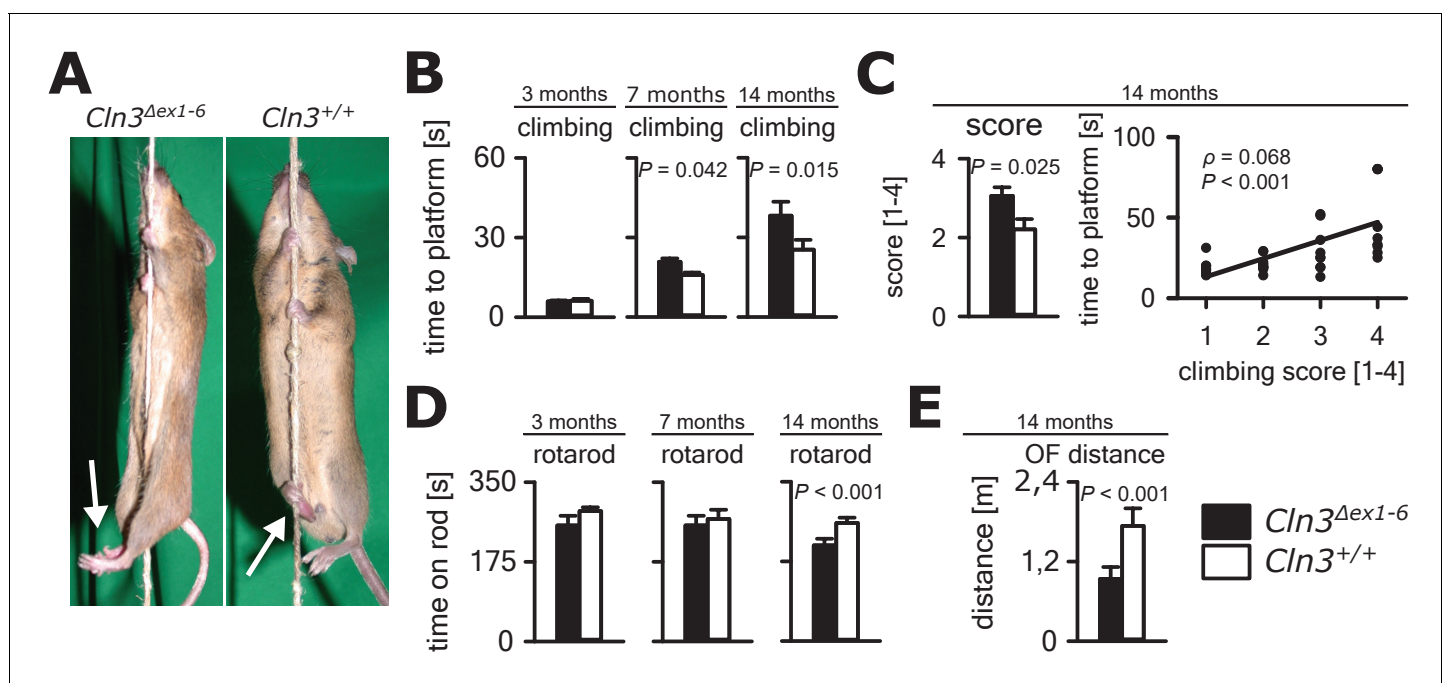 A
Cln3Δex1-6 Cln3+/+
B
3 months 7 months 14 months
climbing climbing climbing
time to platform [s]
60
30
0
P = 0.042
P = 0.015
C
14 months
score
score [1-4]
4
2
0
P = 0.025
time to platform [s]
100
50
0
ρ = 0.068
P < 0.001
1 2 3 4
climbing score [1-4]
D
3 months 7 months 14 months
rotarod rotarod rotarod
time on rod [s]
350
175
0
P < 0.001
E
14 months
OF distance
distance [m]
2,4
1,2
0
P < 0.001
Cln3Δex1-6
Cln3+/+